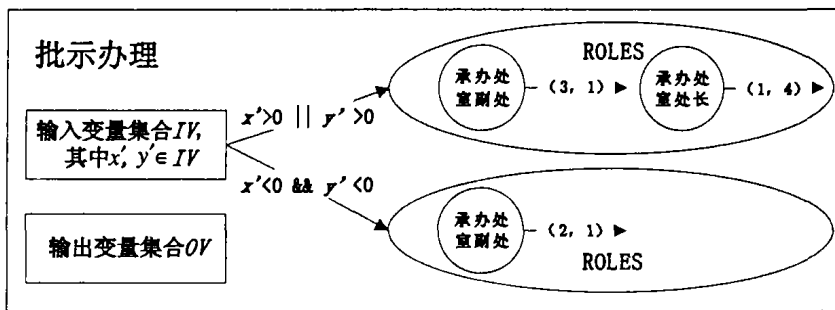 批示办理
输入变量集合IV,
其中x', y'∈IV
输出变量集合OV
x'>0 || y' >0
x'<0 && y' <0
ROLES
承办处
室副处
(3, 1)
承办处
室处长
(1, 4)
承办处
室副处
(2, 1)
ROLES